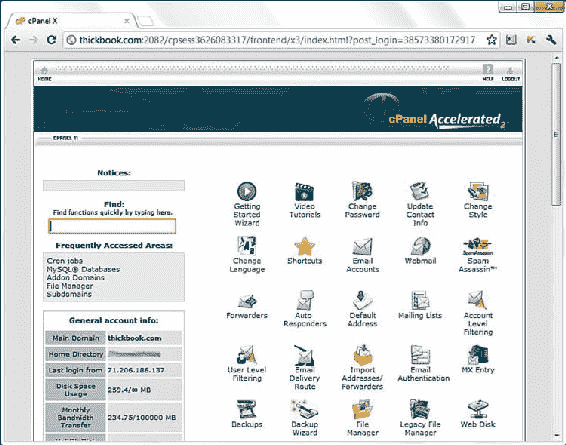 cPanel X
thickbook.com:2082/cpsess3626083317/frontend/x3/index.html?post_login=38573380172917
HOME
HELP
LOGOUT
cPanel Accelerated 2
CPANEL X
Notices:
Find:
Find functions quickly by typing here.
Frequently Accessed Areas:
Cron jobs
MySQL® Databases
Addon Domains
File Manager
Subdomains
General account info:
Main Domain thickbook.com
Home Directory
Last login from 71.206.186.137
Disk Space
Usage
259.4/∞ MB
Monthly
Bandwidth
Transfer
234.75/100000 MB
Getting
Started
Wizard
Video
Tutorials
Change
Password
Update
Contact
Info
Change
Style
Change
Language
Shortcuts
Email
Accounts
Webmail
Spam
Assassin™
Forwarders
Auto
Responders
Default
Address
Mailing Lists
Account
Level
Filtering
User Level
Filtering
Email
Delivery
Route
Import
Addresses/
Forwarders
Email
Authentication
MX Entry
Backups
Backup
Wizard
File
Manager
Legacy File
Manager
Web Disk